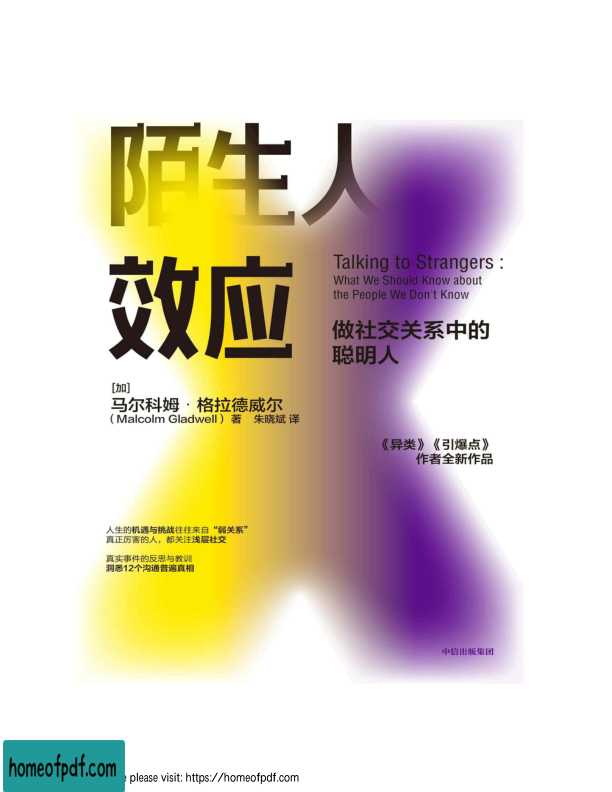 陌生人
效应
Talking to Strangers :
What We Should Know about
the People We Don't Know
做社交关系中的
聪明人
[加]
马尔科姆·格拉德威尔
(Malcolm Gladwell) 著 朱晓斌 译
《异类》《引爆点》
作者全新作品
人生的机遇与挑战往往来自“弱关系”
真正厉害的人，都关注浅层社交
真实事件的反思与教训
洞悉12个沟通普遍真相
中信出版集团
homeofpdf.com
please visit: https://homeofpdf.com